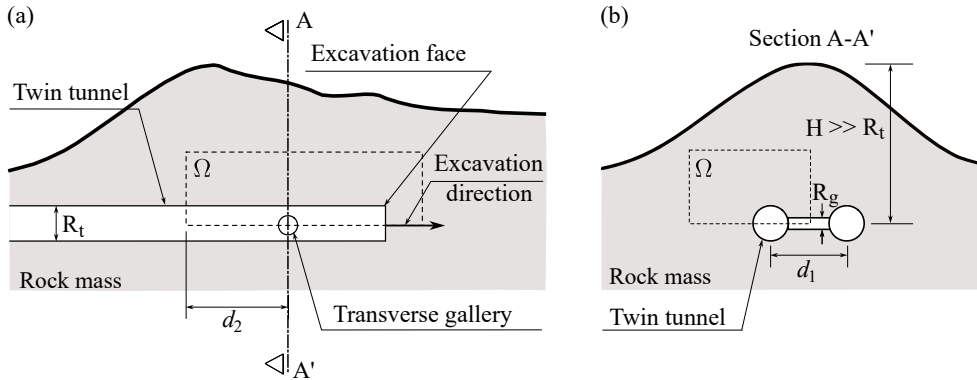 (a)
A
Excavation face
Twin tunnel
Ω
Excavation
direction
R_t
Rock mass
d_2
Transverse gallery
A'
(b)
Section A-A'
H >> R_t
Ω
R_g
Rock mass
d_1
Twin tunnel